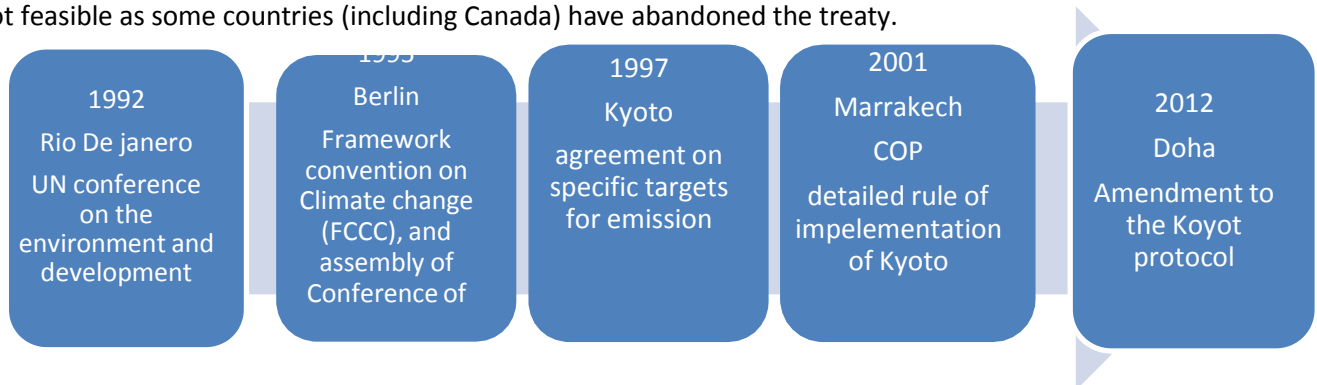 ot feasible as some countries (including Canada) have abandoned the treaty.
1992
Rio De janero
UN conference
on the
environment and
development
1995
Berlin
Framework
convention on
Climate change
(FCCC), and
assembly of
Conference of
1997
Kyoto
agreement on
specific targets
for emission
2001
Marrakech
COP
detailed rule of
impelementation
of Kyoto
2012
Doha
Amendment to
the Koyot
protocol